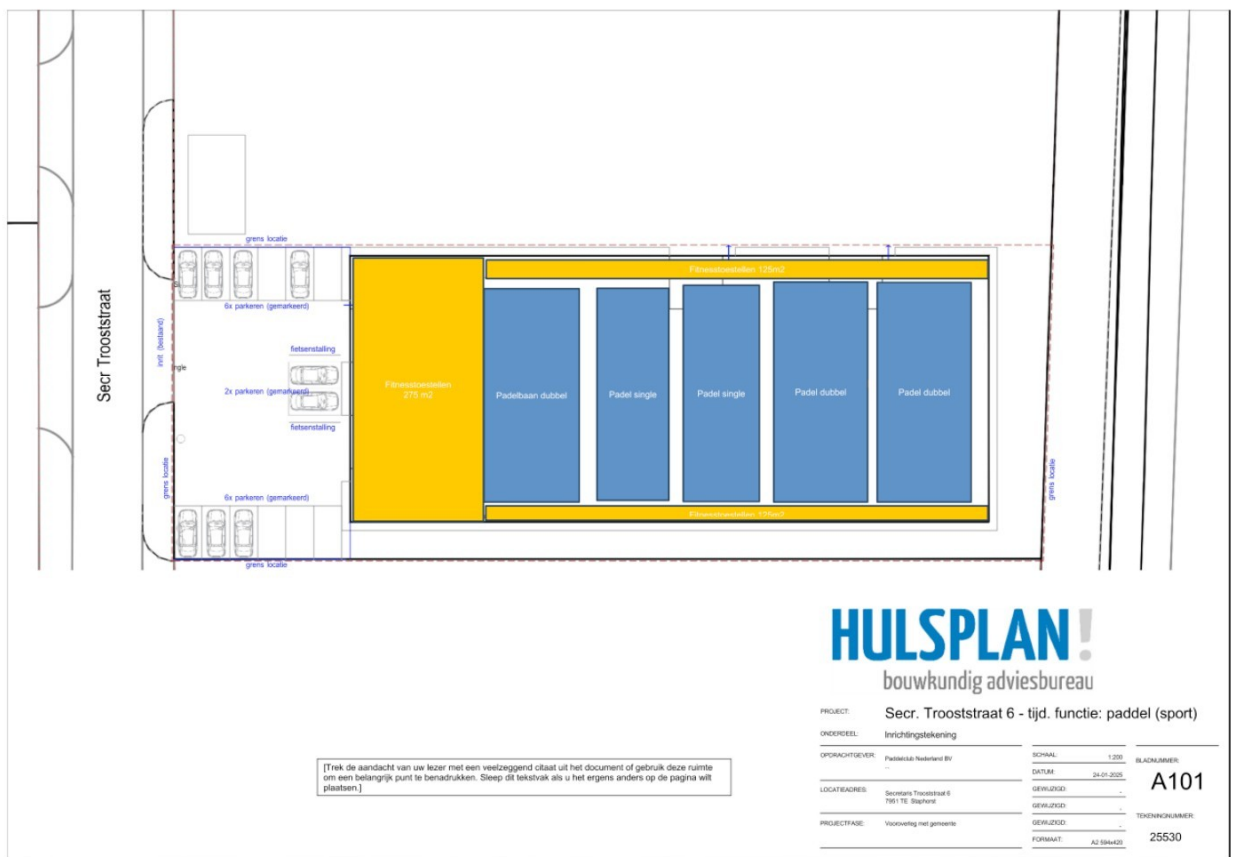 Secr Trooststraat
grens locatie
6x parkeren (gemarkeerd)
inrit (bestaand)
ingle
fietsenstalling
2x parkeren (gemarkeerd)
fietsenstalling
grens locatie
6x parkeren (gemarkeerd)
grens locatie
Fitnesstoestellen
275 m2
Fitnesstoestellen 125m2
Padelbaan dubbel
Padel single
Padel single
Padel dubbel
Padel dubbel
Fitnesstoestellen 125m2
grens locatie
HULSPLAN!
bouwkundig adviesbureau
PROJECT: Secr. Trooststraat 6 - tijd. functie: paddel (sport)
ONDERDEEL: Inrichtingstekening
OPDRACHTGEVER: Paddelclub Nederland BV
...
LOCATIEADRES: Secretaris Trooststraat 6
7951 TE Staphorst
PROJECTFASE: Vooroverleg met gemeente
SCHAAL: 1:200
DATUM: 24-01-2025
GEWIJZIGD: -
GEWIJZIGD: -
GEWIJZIGD: -
FORMAAT: A2 594x420
BLADNUMMER:
A101
TEKENINGNUMMER:
25530
[Trek de aandacht van uw lezer met een veelzeggend citaat uit het document of gebruik deze ruimte
om een belangrijk punt te benadrukken. Sleep dit tekstvak als u het ergens anders op de pagina wilt
plaatsen.]